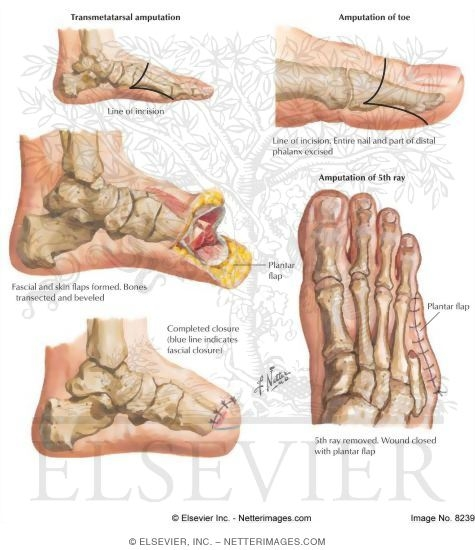 Transmetatarsal amputation
Line of incision
Fascial and skin flaps formed. Bones
transected and beveled
Plantar
flap
Completed closure
(blue line indicates
fascial closure)
Amputation of toe
Line of incision. Entire nail and part of distal
phalanx excised
Amputation of 5th ray
Plantar flap
5th ray removed. Wound closed
with plantar flap
F. Netter
M.D.
ELSEVIER
© Elsevier Inc. - Netterimages.com
Image No. 8239
© ELSEVIER, INC. – NETTERIMAGES.COM